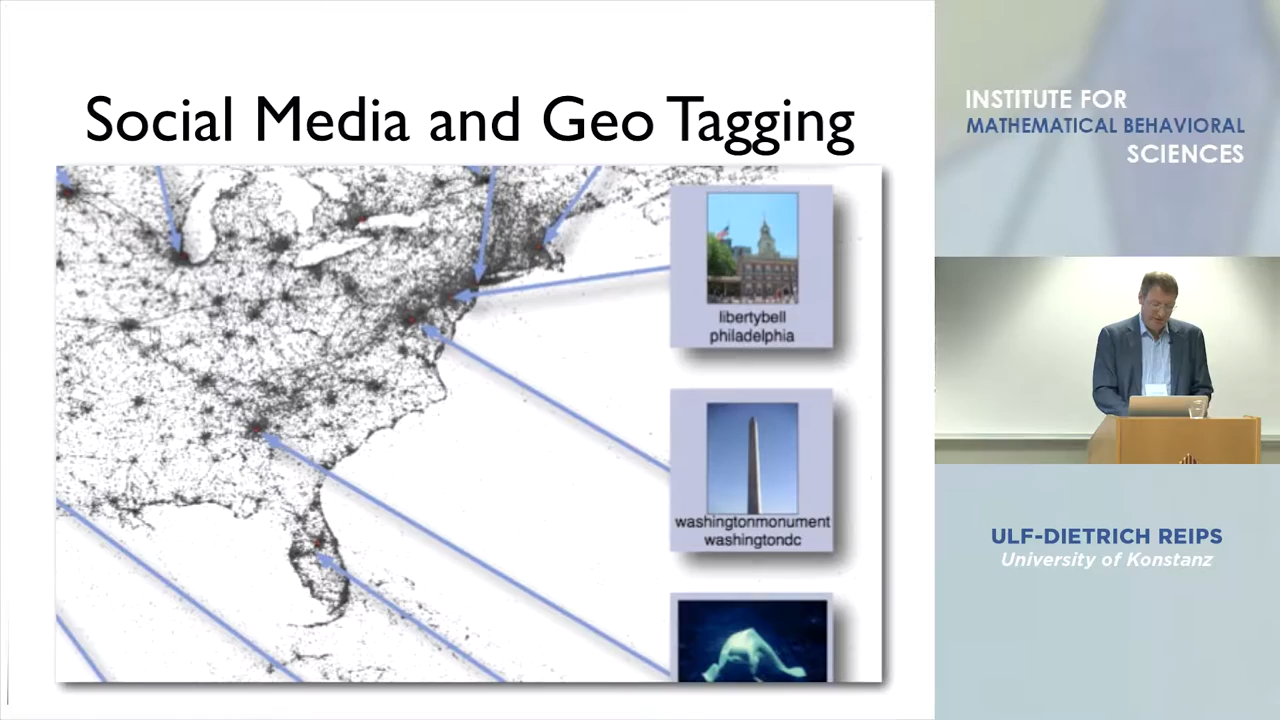 Social Media and Geo Tagging
libertybell
philadelphia
washingtonmonument
washingtondc
INSTITUTE FOR
MATHEMATICAL BEHAVIORAL
SCIENCES
ULF-DIETRICH REIPS
University of Konstanz